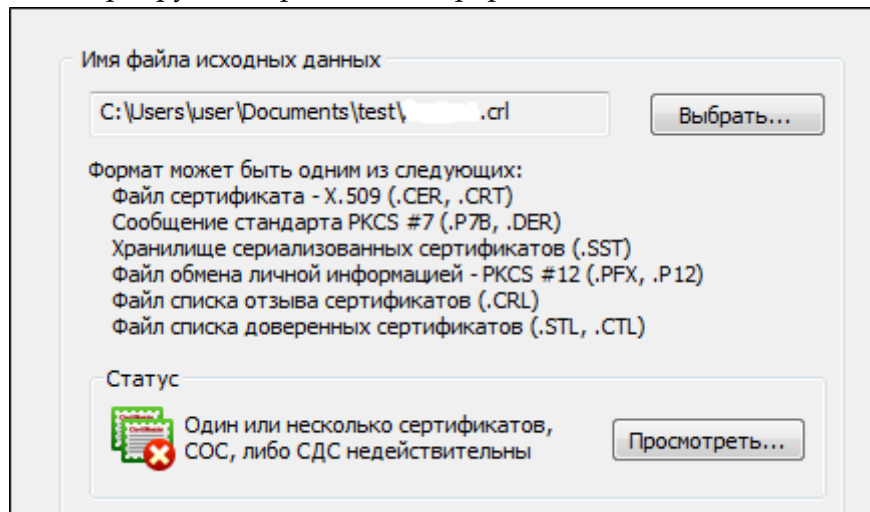 Имя файла исходных данных
C:\Users\user\Documents\test\ .crl
Выбрать...
Формат может быть одним из следующих:
Файл сертификата - X.509 (.CER, .CRT)
Сообщение стандарта PKCS #7 (.P7B, .DER)
Хранилище сериализованных сертификатов (.SST)
Файл обмена личной информацией - PKCS #12 (.PFX, .P12)
Файл списка отзыва сертификатов (.CRL)
Файл списка доверенных сертификатов (.STL, .CTL)
Статус
Один или несколько сертификатов,
СОС, либо СДС недействительны
Просмотреть...